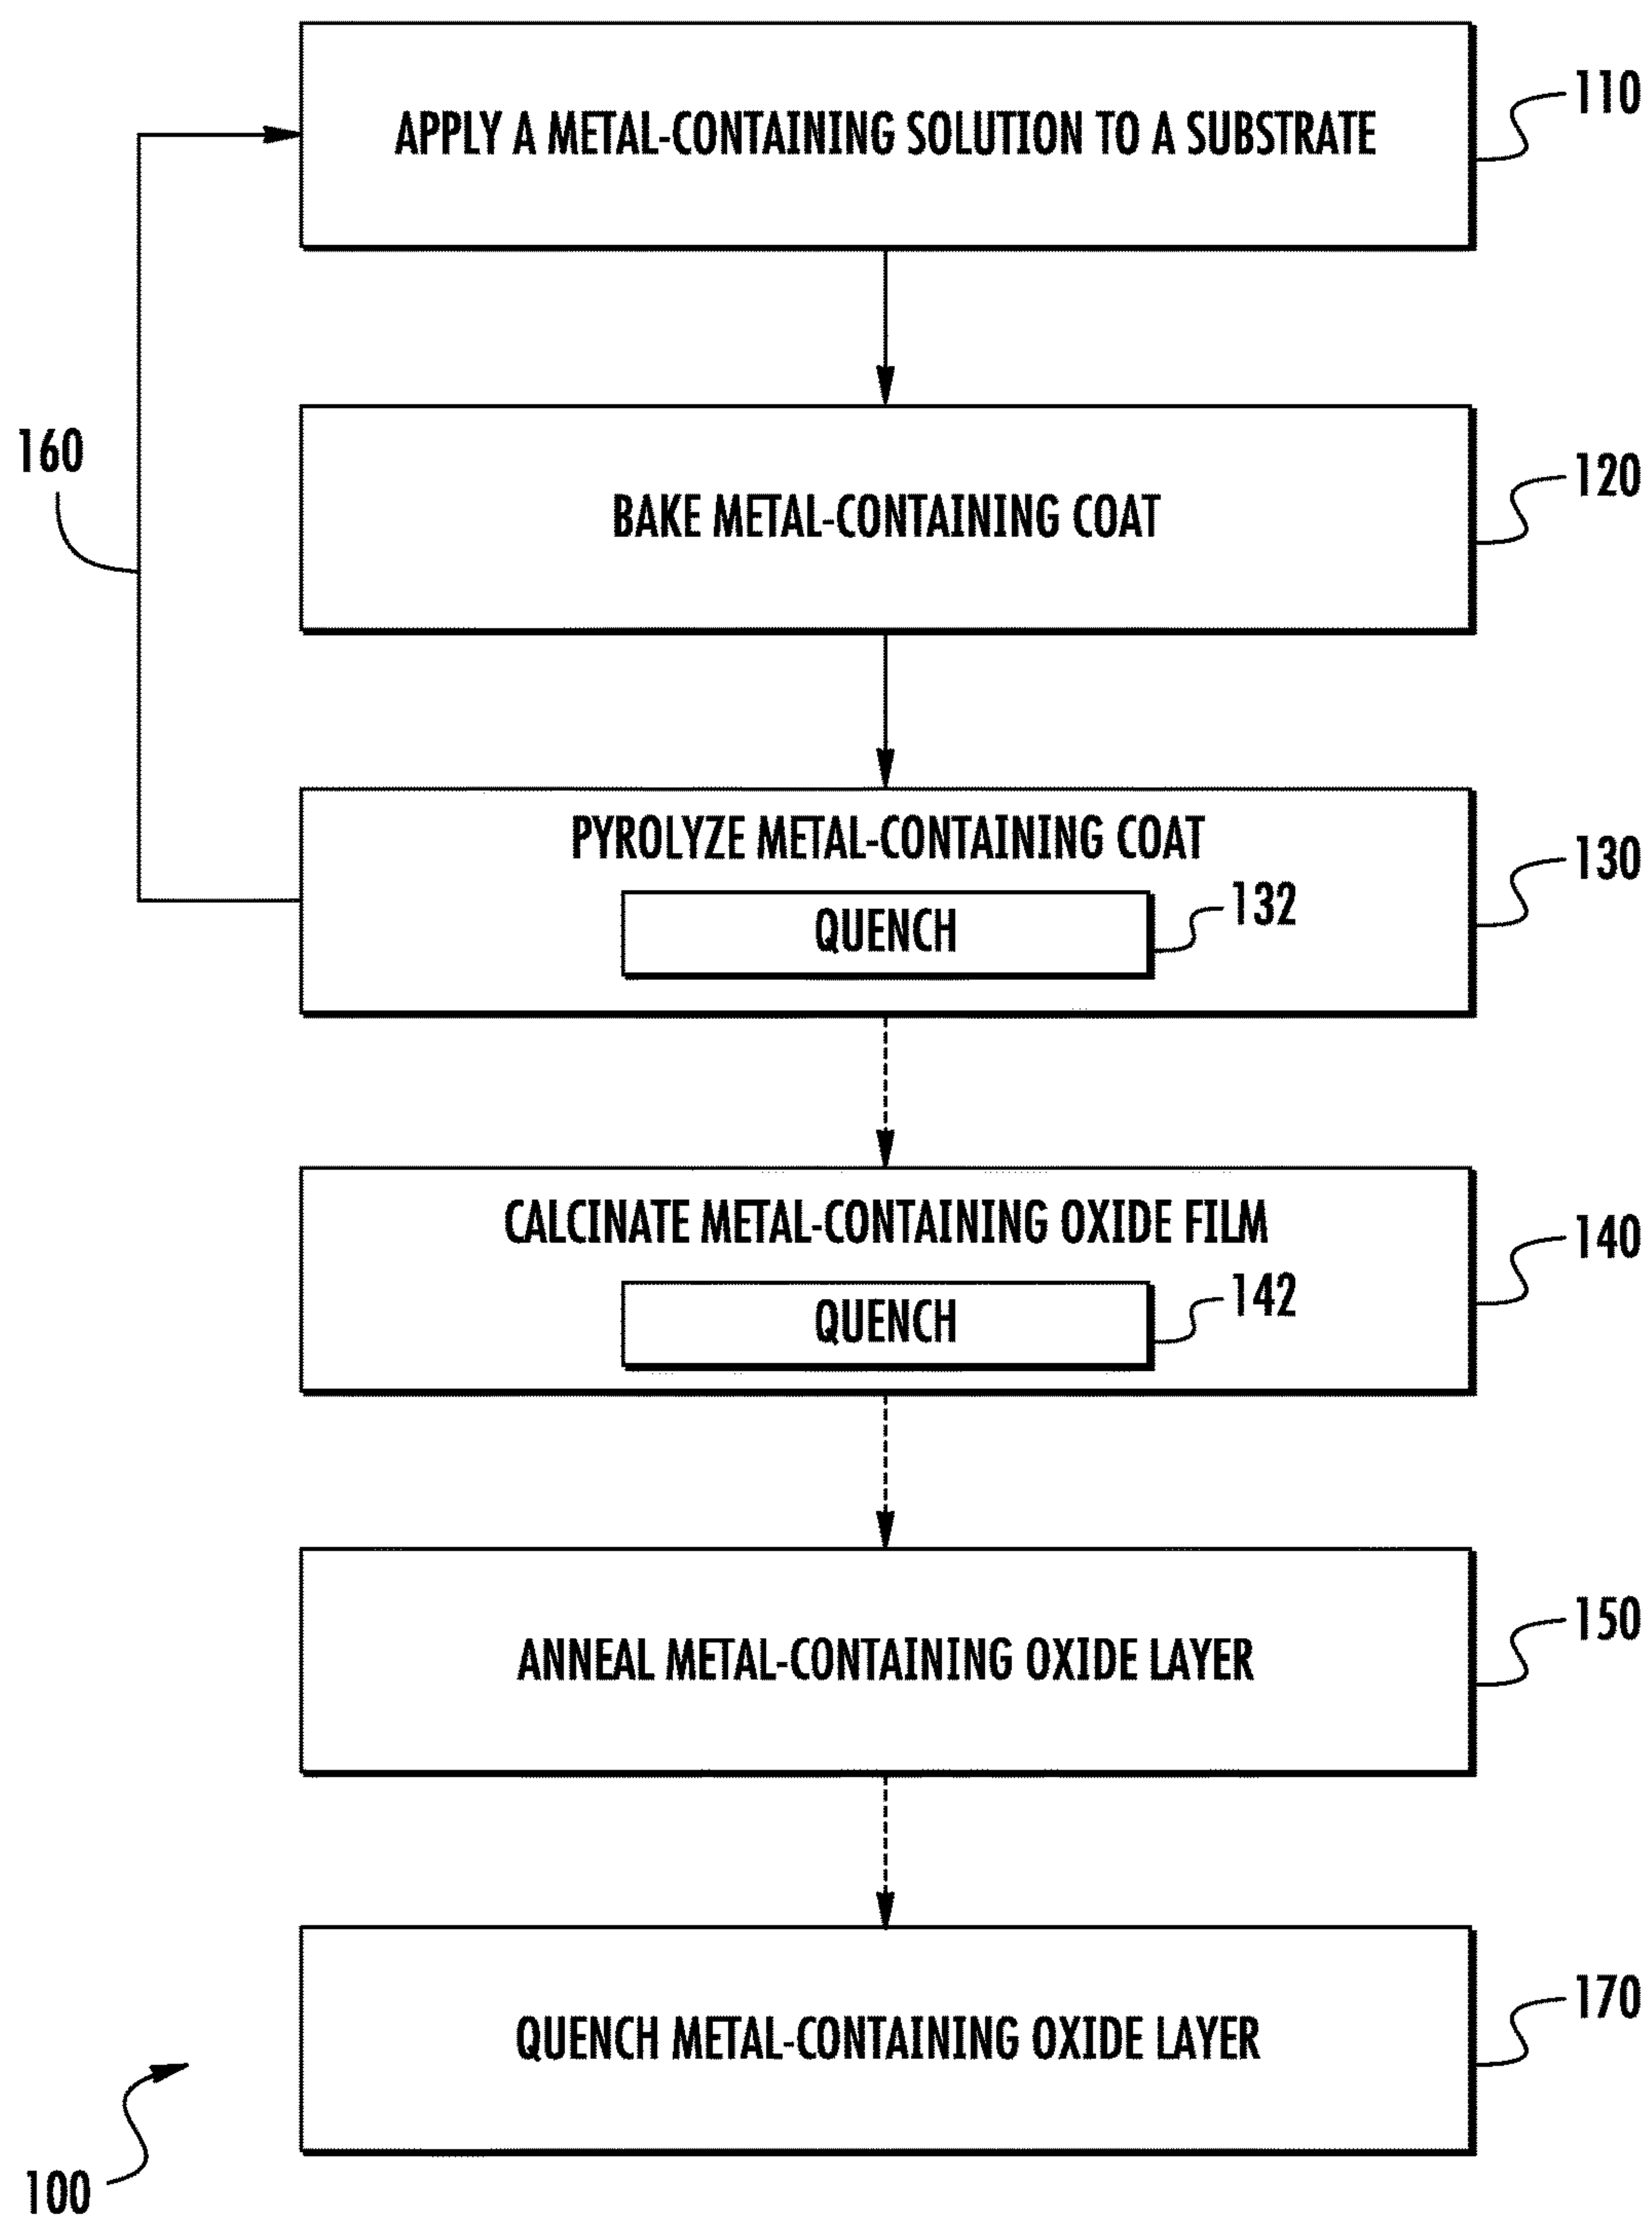 APPLY A METAL-CONTAINING SOLUTION TO A SUBSTRATE
110
160
BAKE METAL-CONTAINING COAT
120
PYROLYZE METAL-CONTAINING COAT
130
QUENCH
132
CALCINATE METAL-CONTAINING OXIDE FILM
140
QUENCH
142
ANNEAL METAL-CONTAINING OXIDE LAYER
150
QUENCH METAL-CONTAINING OXIDE LAYER
170
100